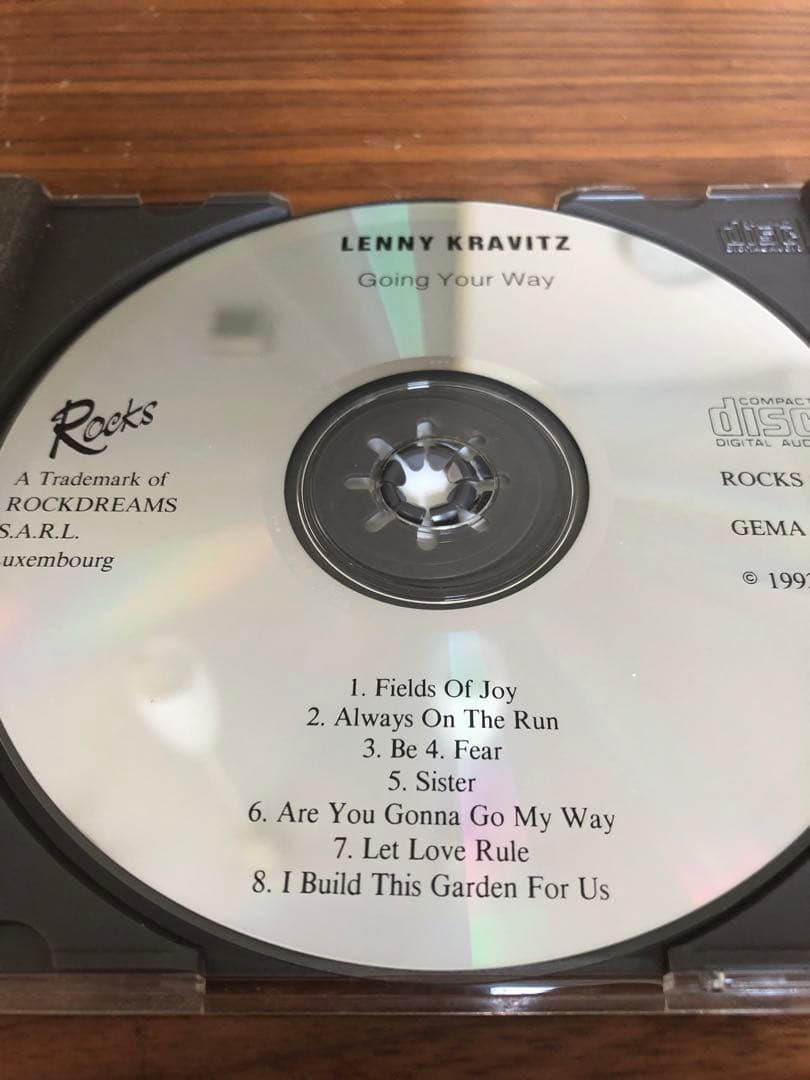 LENNY KRAVITZ
Going Your Way
Rocks
A Trademark of
ROCKDREAMS
S.A.R.L.
uxembourg
COMPACT
disc
DIGITAL AUD
ROCKS
GEMA
© 199
1. Fields Of Joy
2. Always On The Run
3. Be 4. Fear
5. Sister
6. Are You Gonna Go My Way
7. Let Love Rule
8. I Build This Garden For Us